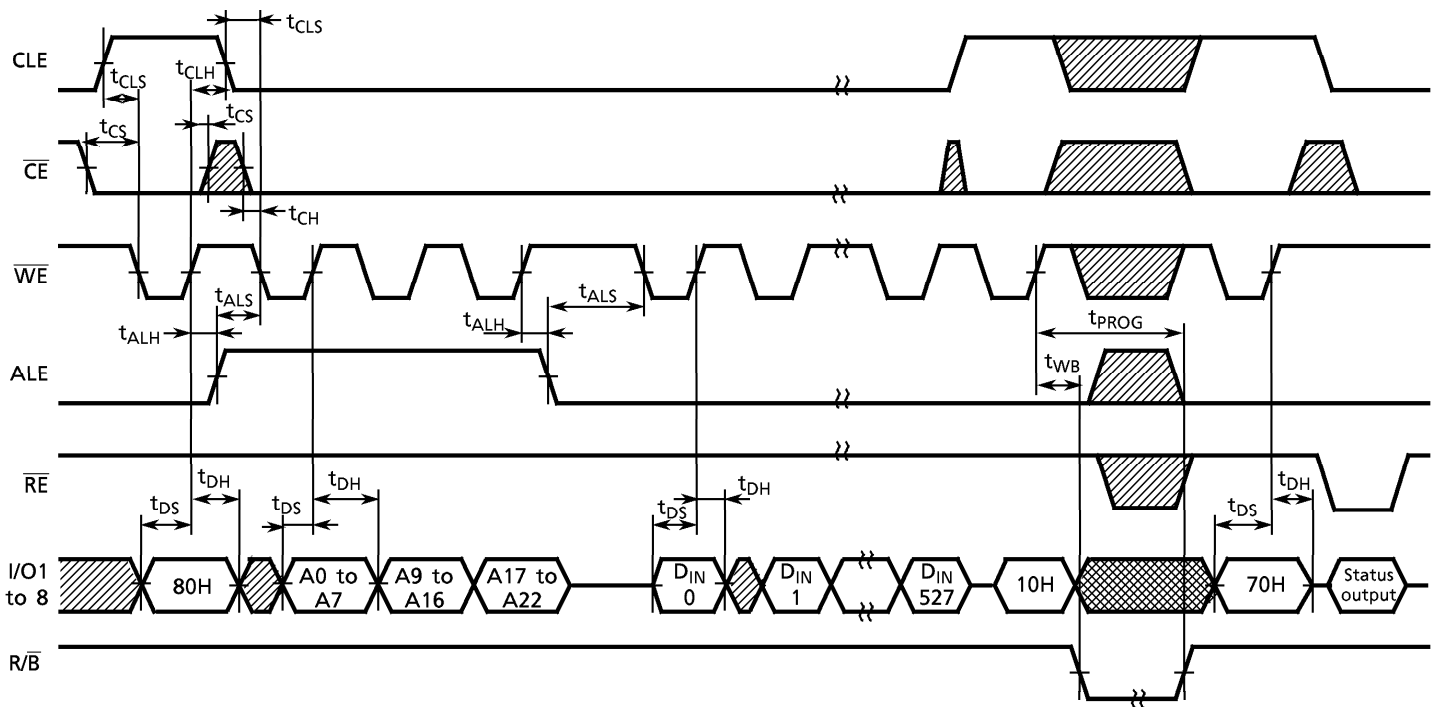 tCLS
CLE
tCLS
tCLH
tCS
tCS
CE
tCH
WE
tALS
tALH
tALH
tALS
tPROG
tWB
ALE
RE
tDS
tDH
tDS
tDH
tDS
tDH
tDS
tDH
I/O1
to 8
80H
A0 to
A7
A9 to
A16
A17 to
A22
DIN
0
DIN
1
DIN
527
10H
70H
Status
output
R/B